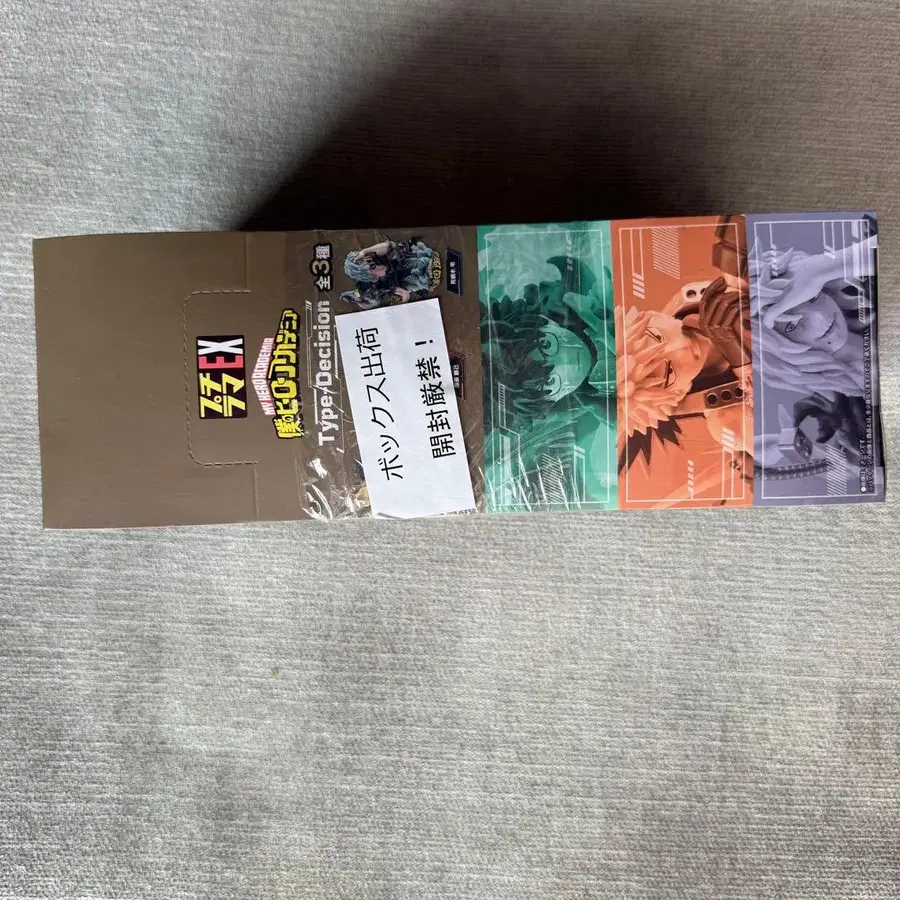 プチラマEX
MY HERO ACADEMIA
僕のヒーローアカデミア
Type-Decision
全3種
ボックス出荷
開封厳禁！